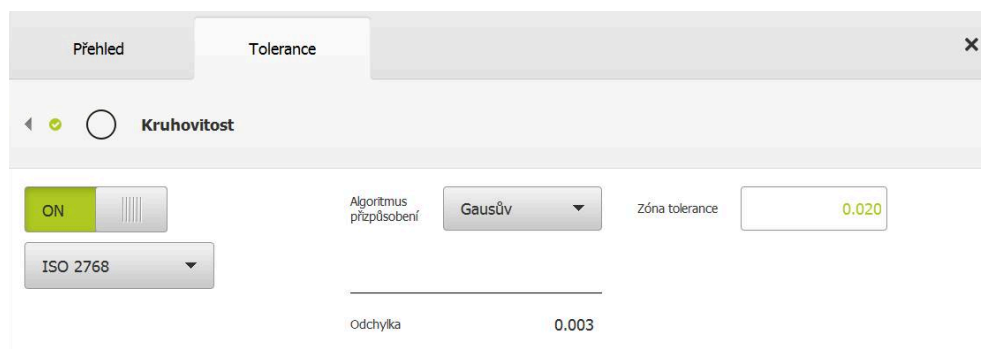 Přehled
Tolerance
Kruhovitost
ON
Algoritmus
přizpůsobení
Gausův
Zóna tolerance
0.020
ISO 2768
Odchylka
0.003